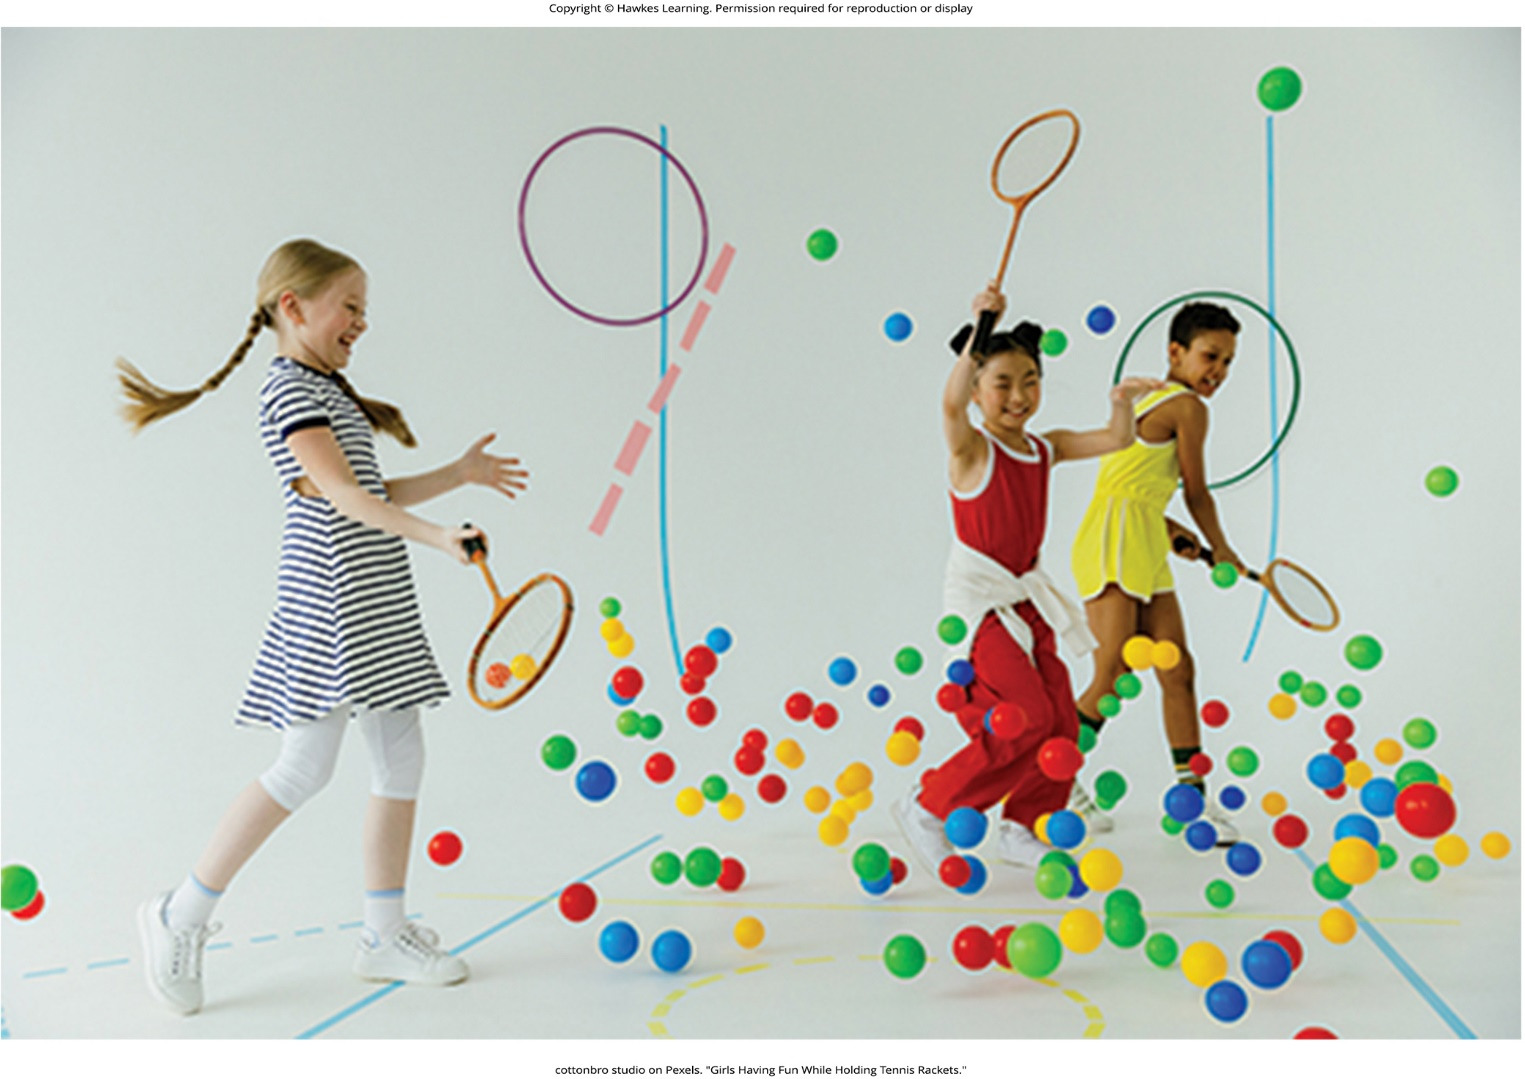 Copyright © Hawkes Learning. Permission required for reproduction or display
cottonbro studio on Pexels. "Girls Having Fun While Holding Tennis Rackets."